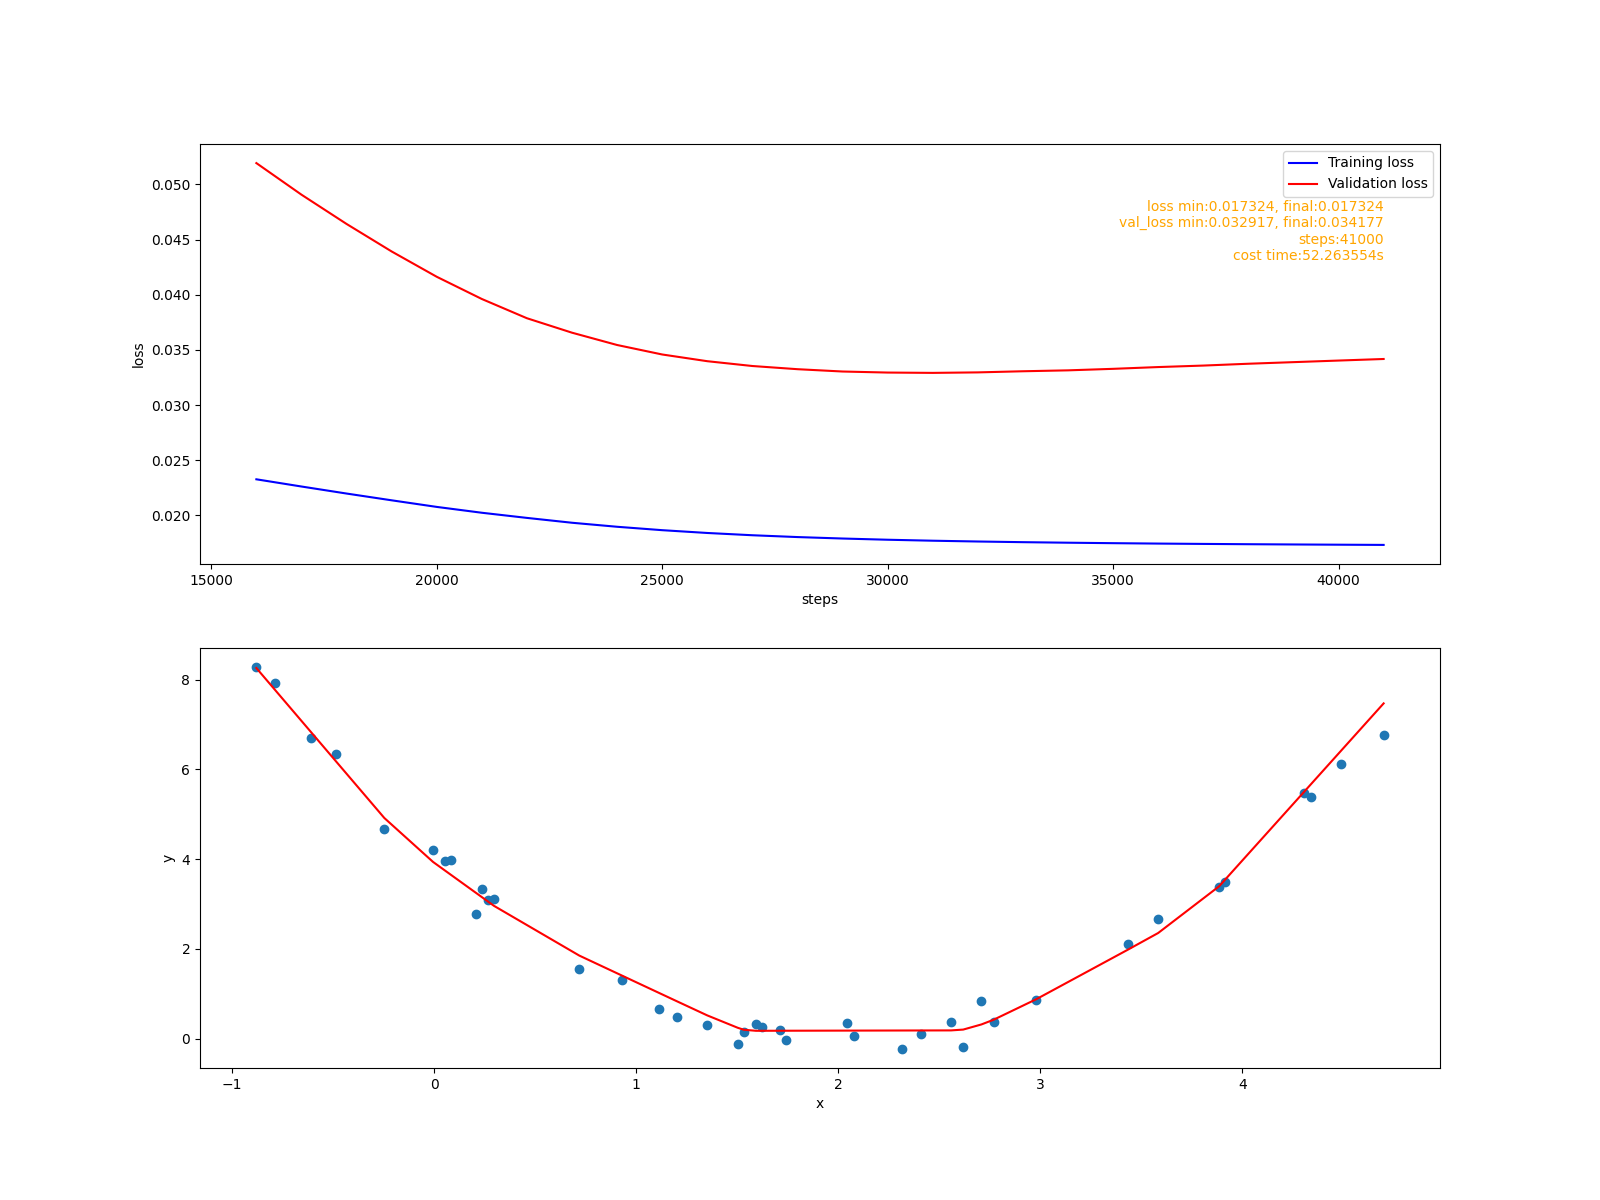 Training loss
Validation loss
loss min:0.017324, final:0.017324
val_loss min:0.032917, final:0.034177
steps:41000
cost time:52.263554s
0.050
0.045
0.040
0.035
0.030
0.025
0.020
loss
15000 20000 25000 30000 35000 40000
steps
8
6
4
2
0
y
−1 0 1 2 3 4
x